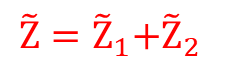 Z̃ = Z̃₁+Z̃₂